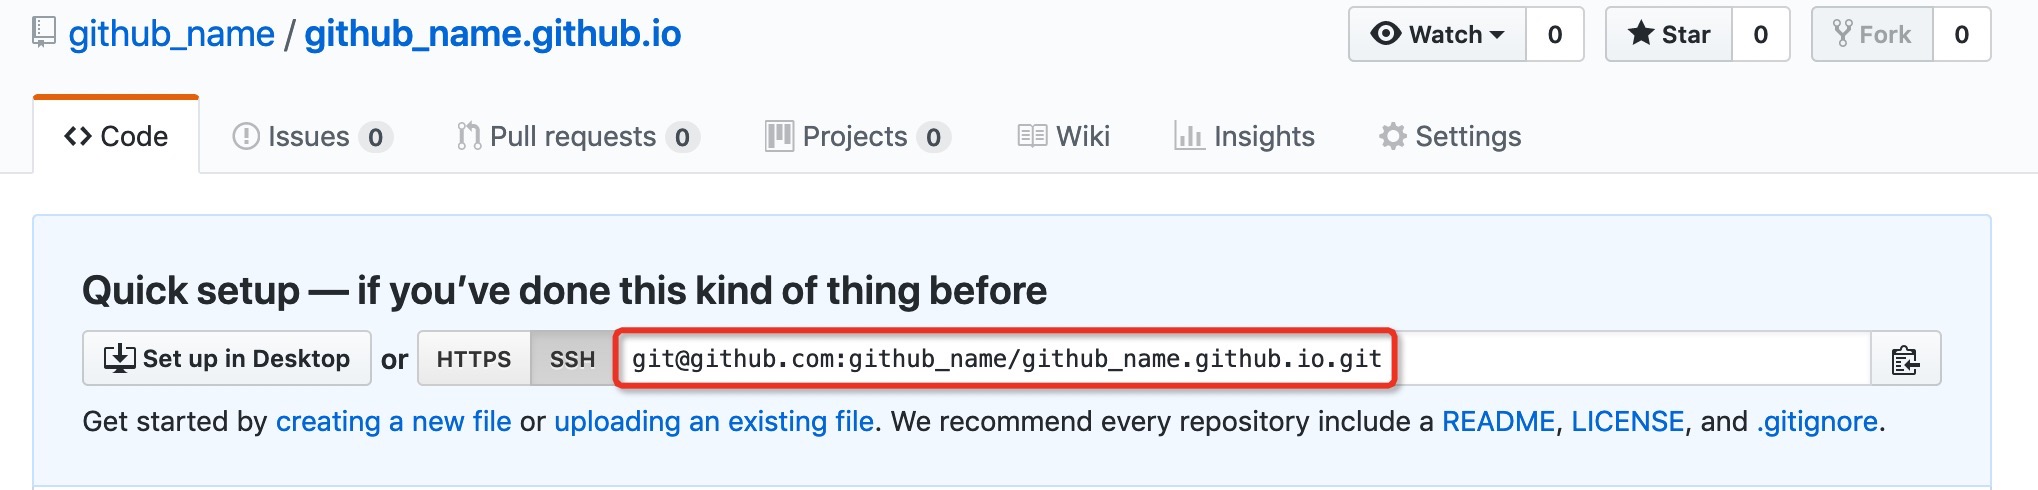 github_name / github_name.github.io
Watch 0 Star 0 Fork 0
Code Issues 0 Pull requests 0 Projects 0 Wiki Insights Settings
Quick setup — if you’ve done this kind of thing before
Set up in Desktop or HTTPS SSH git@github.com:github_name/github_name.github.io.git
Get started by creating a new file or uploading an existing file. We recommend every repository include a README, LICENSE, and .gitignore.